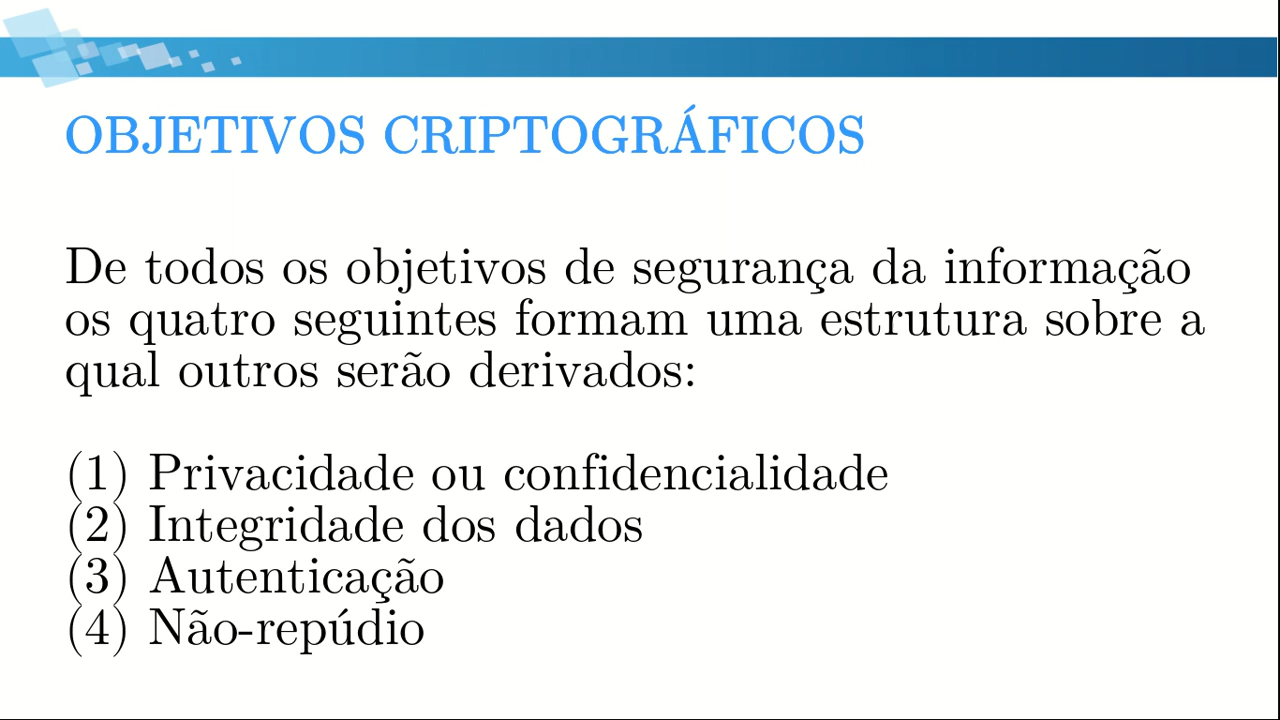 OBJETIVOS CRIPTOGRÁFICOS
De todos os objetivos de segurança da informação
os quatro seguintes formam uma estrutura sobre a
qual outros serão derivados:
(1) Privacidade ou confidencialidade
(2) Integridade dos dados
(3) Autenticação
(4) Não-repúdio